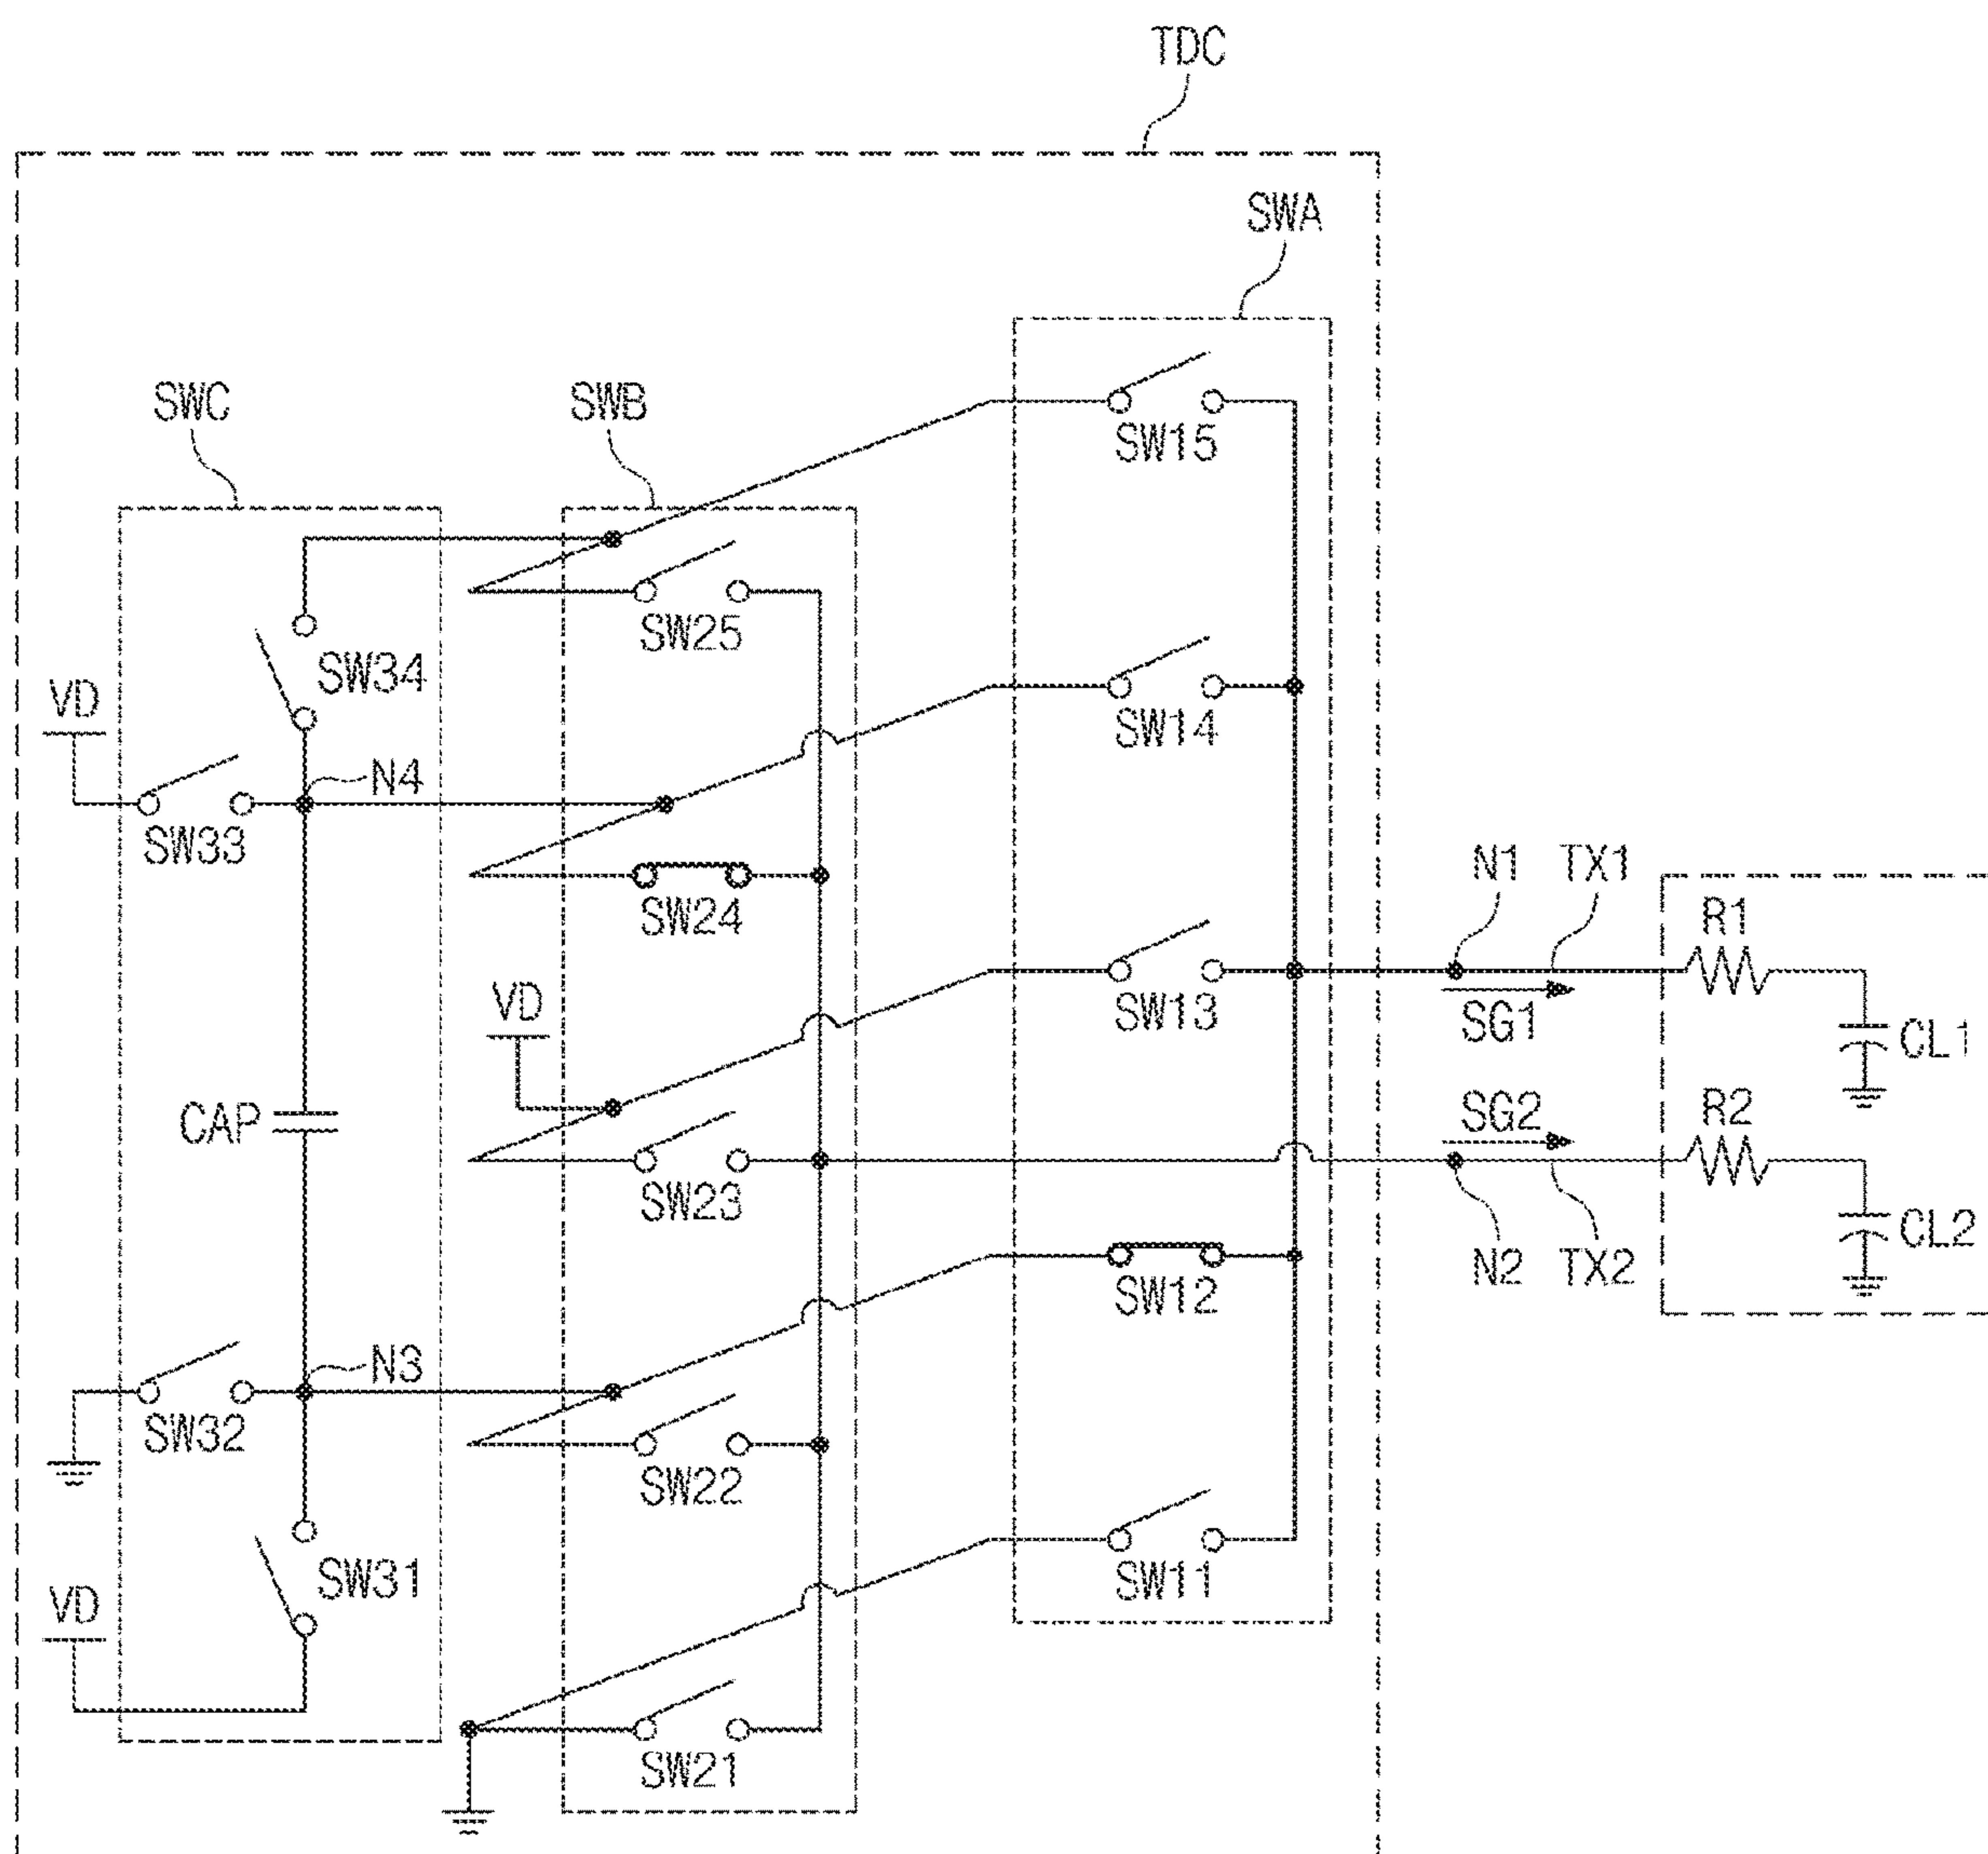 TDC
SWA
SWC
SWB
SW15
SW25
SW34
VD
SW14
N4
SW33
SW24
N1
TX1
R1
VD
SW13
SG1
CL1
CAP
SG2
R2
SW23
CL2
N2
TX2
SW12
N3
SW32
SW22
SW31
SW11
VD
SW21